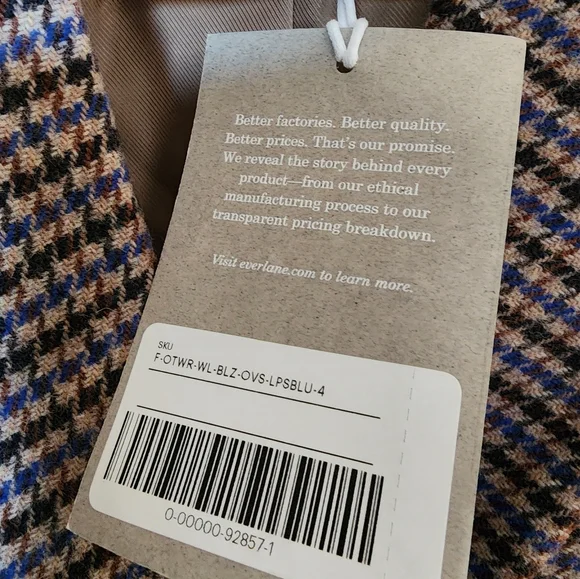 Better factories. Better quality.
Better prices. That's our promise.
We reveal the story behind every
product—from our ethical
manufacturing process to our
transparent pricing breakdown.
Visit everlane.com to learn more.
SKU
F-OTWR-WL-BLZ-OVS-LPSBLU-4
0-00000-92857-1